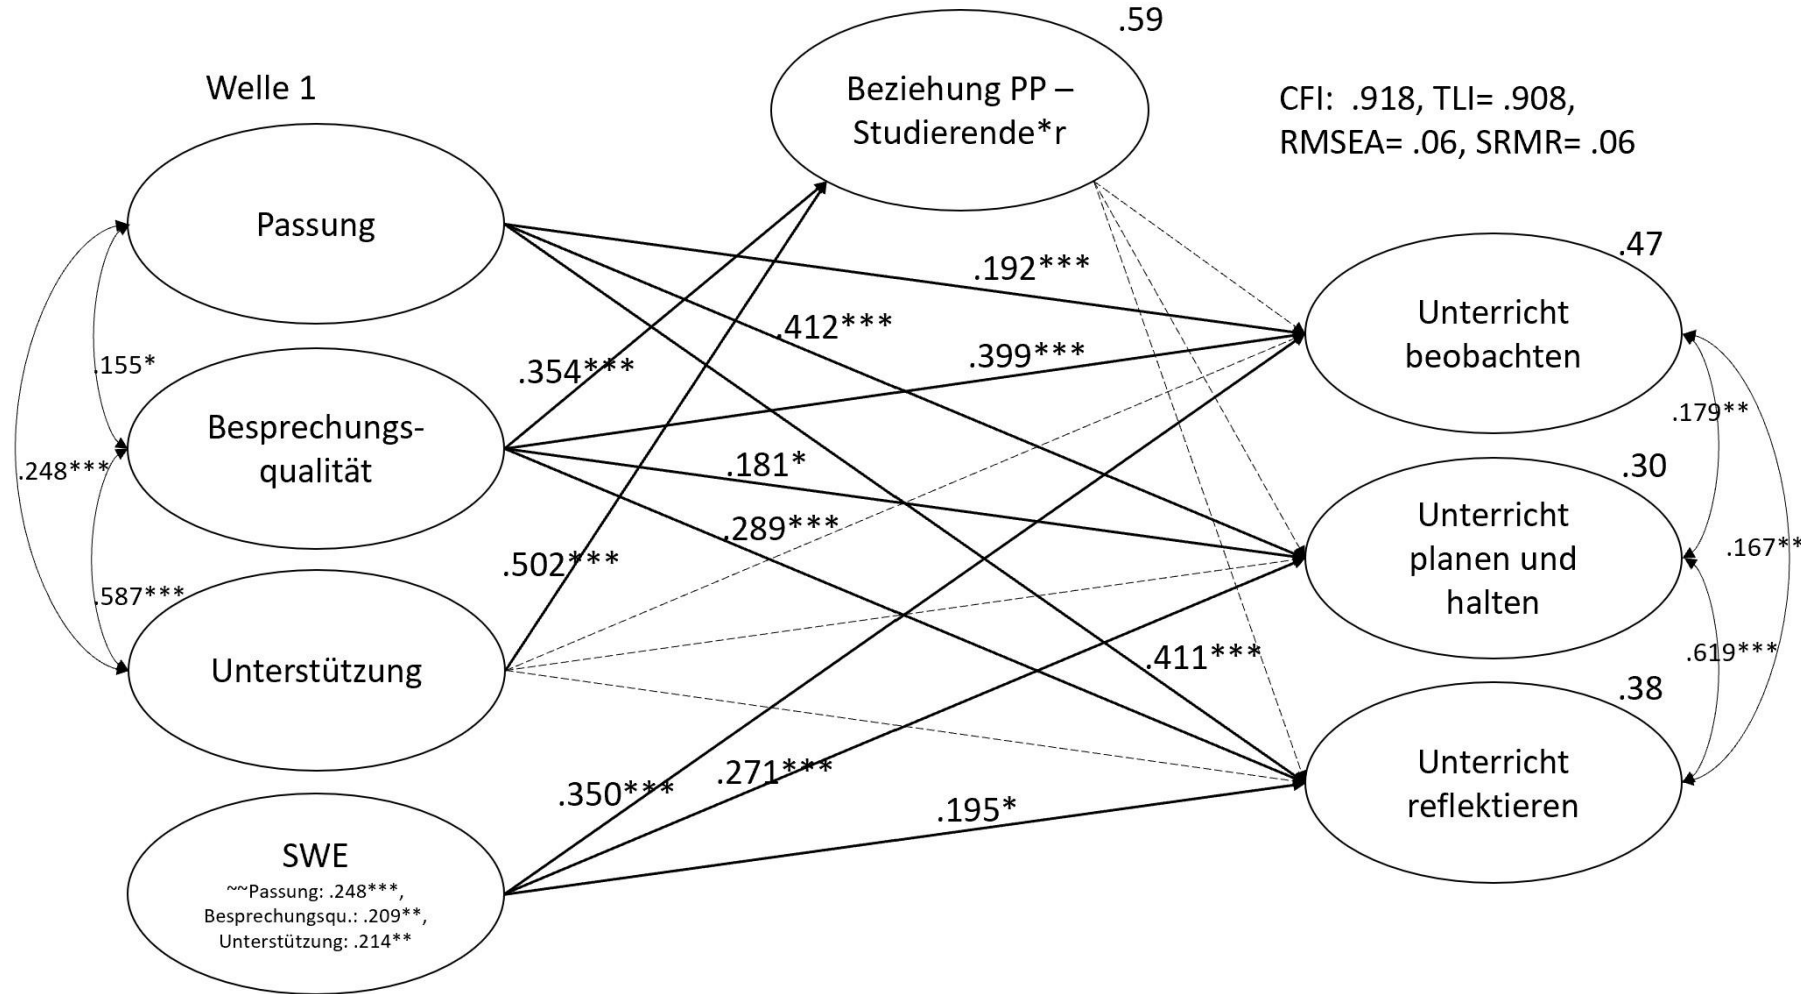 .59
Welle 1
Beziehung PP –
Studierende*r
CFI:  .918, TLI= .908,
RMSEA= .06, SRMR= .06
Passung
.192***
.47
Unterricht
beobachten
.412***
.399***
.354***
.155*
.179**
Besprechungs-
qualität
.248***
.181*
.30
Unterricht
planen und
halten
.289***
.502***
.167**
.587***
Unterstützung
.411***
.619***
.38
Unterricht
reflektieren
.350***
.271***
.195*
SWE
~~Passung: .248***,
Besprechungsqu.: .209**,
Unterstützung: .214**